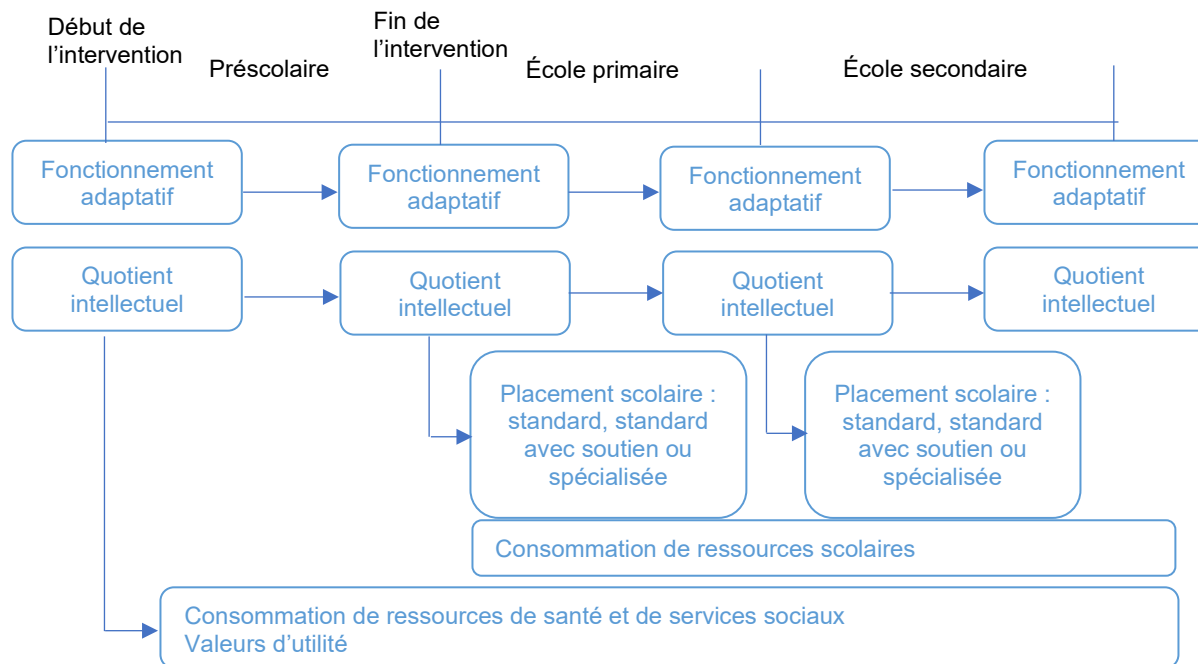 Début de
l’intervention
Préscolaire
Fin de
l’intervention
École primaire
École secondaire
Fonctionnement
adaptatif
Fonctionnement
adaptatif
Fonctionnement
adaptatif
Fonctionnement
adaptatif
Quotient
intellectuel
Quotient
intellectuel
Quotient
intellectuel
Quotient
intellectuel
Placement scolaire :
standard, standard
avec soutien ou
spécialisée
Placement scolaire :
standard, standard
avec soutien ou
spécialisée
Consommation de ressources scolaires
Consommation de ressources de santé et de services sociaux
Valeurs d’utilité